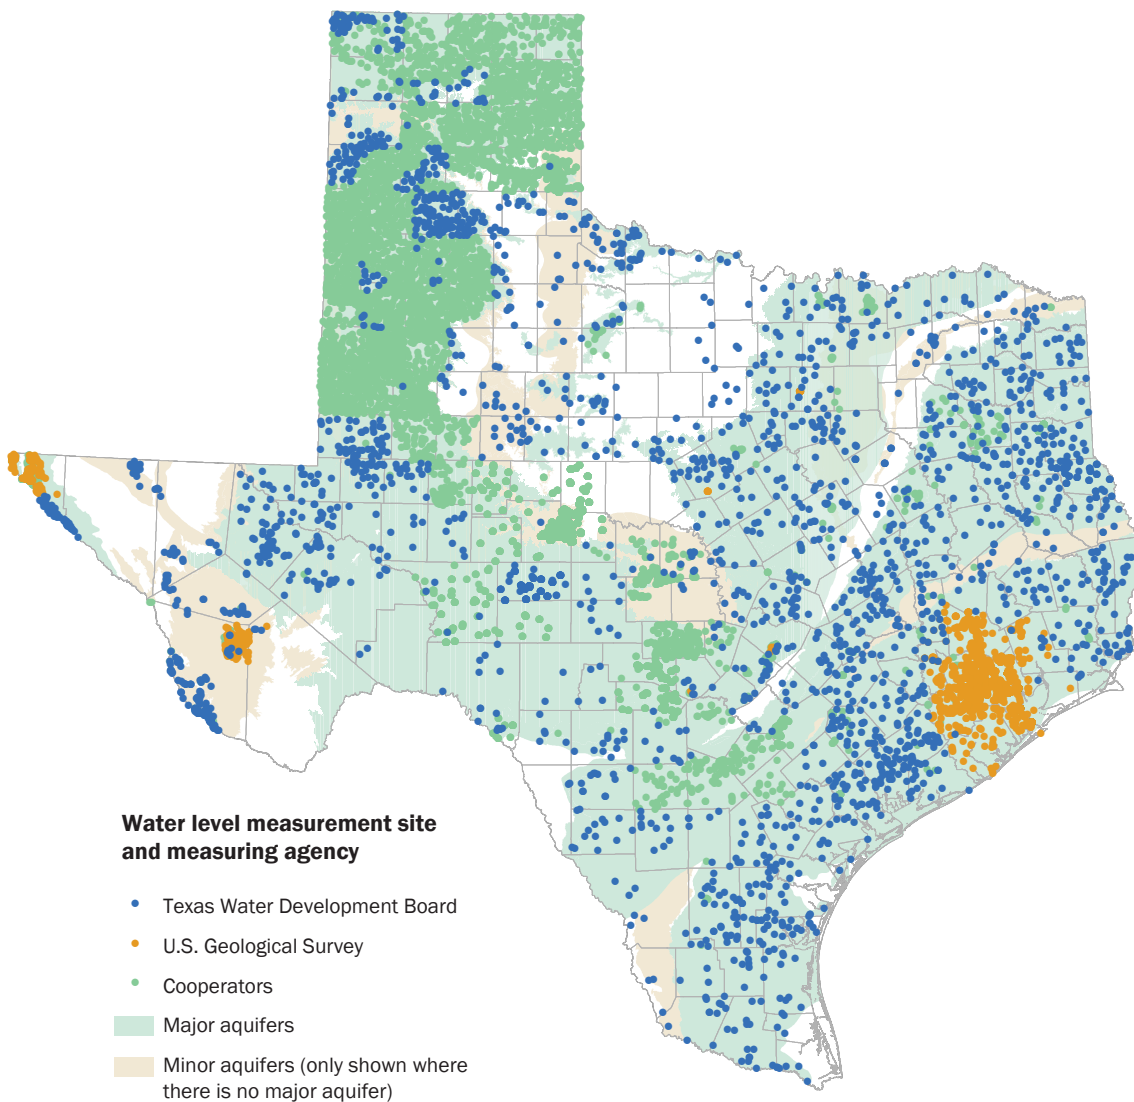 Water level measurement site
and measuring agency
Texas Water Development Board
U.S. Geological Survey
Cooperators
Major aquifers
Minor aquifers (only shown where
there is no major aquifer)